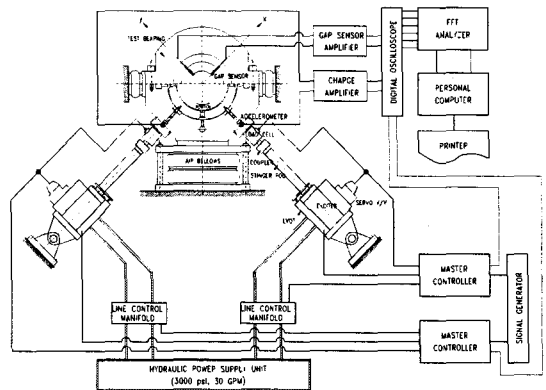 Y
X
TEST BEARING
GAP SENSOR
GAP SENSOR
AMPLIFIER
CHARGE
AMPLIFIER
DIGITAL OSCILLOSCOPE
FFT
ANALYZER
PERSONAL
COMPUTER
PRINTER
ACCELEROMETER
LOAD CELL
COUPLER
STINGER ROD
AIR BELLOWS
EXCITER
SERVO V/V
LVDT
LINE CONTROL
MANIFOLD
LINE CONTROL
MANIFOLD
MASTER
CONTROLLER
MASTER
CONTROLLER
SIGNAL GENERATOR
HYDRAULIC POWER SUPPLY UNIT
(3000 psi, 30 GPM)